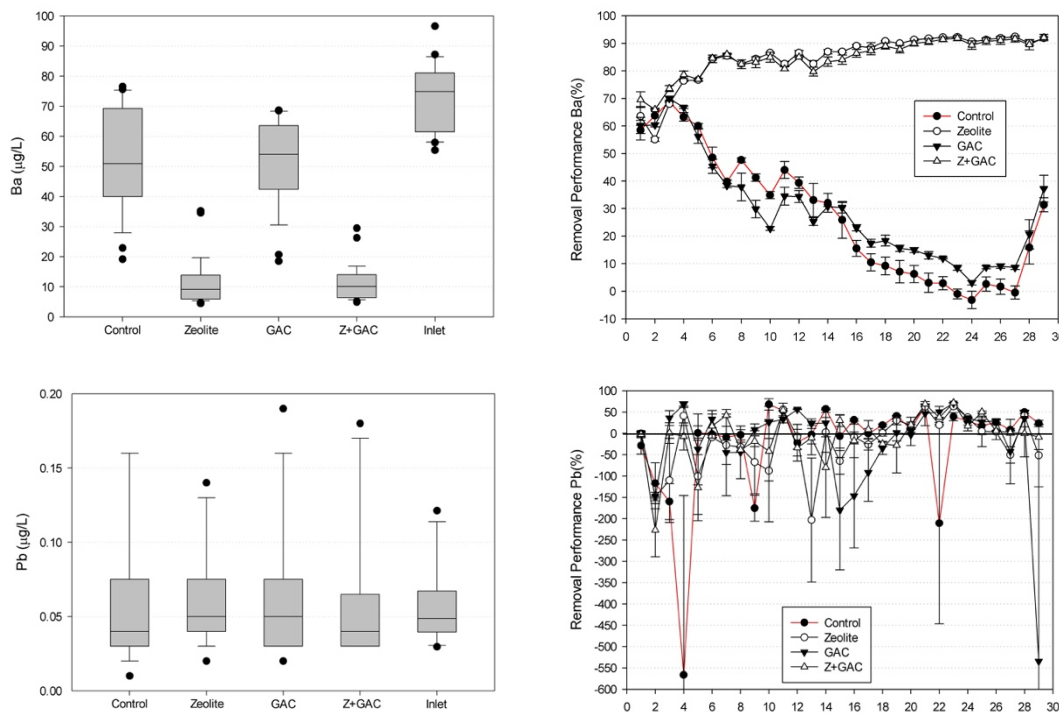 Ba (µg/L)
100
90
80
70
60
50
40
30
20
10
0
Control Zeolite GAC Z+GAC Inlet
Removal Performance Ba(%)
100
90
80
70
60
50
40
30
20
10
0
-10
Control
Zeolite
GAC
Z+GAC
0 2 4 6 8 10 12 14 16 18 20 22 24 26 28 30
Pb (µg/L)
0.20
0.15
0.10
0.05
0.00
Control Zeolite GAC Z+GAC Inlet
Removal Performance Pb(%)
100
50
0
-50
-100
-150
-200
-250
-300
-350
-400
-450
-500
-550
-600
Control
Zeolite
GAC
Z+GAC
0 2 4 6 8 10 12 14 16 18 20 22 24 26 28 30